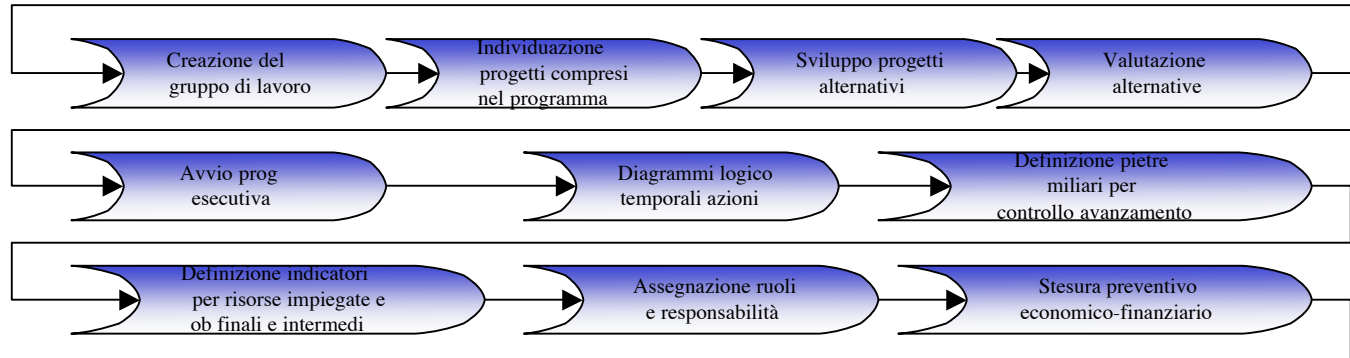 Creazione del
gruppo di lavoro
Individuazione
progetti compresi
nel programma
Sviluppo progetti
alternativi
Valutazione
alternative
Avvio prog
esecutiva
Diagrammi logico
temporali azioni
Definizione pietre
miliari per
controllo avanzamento
Definizione indicatori
per risorse impiegate e
ob finali e intermedi
Assegnazione ruoli
e responsabilità
Stesura preventivo
economico-finanziario